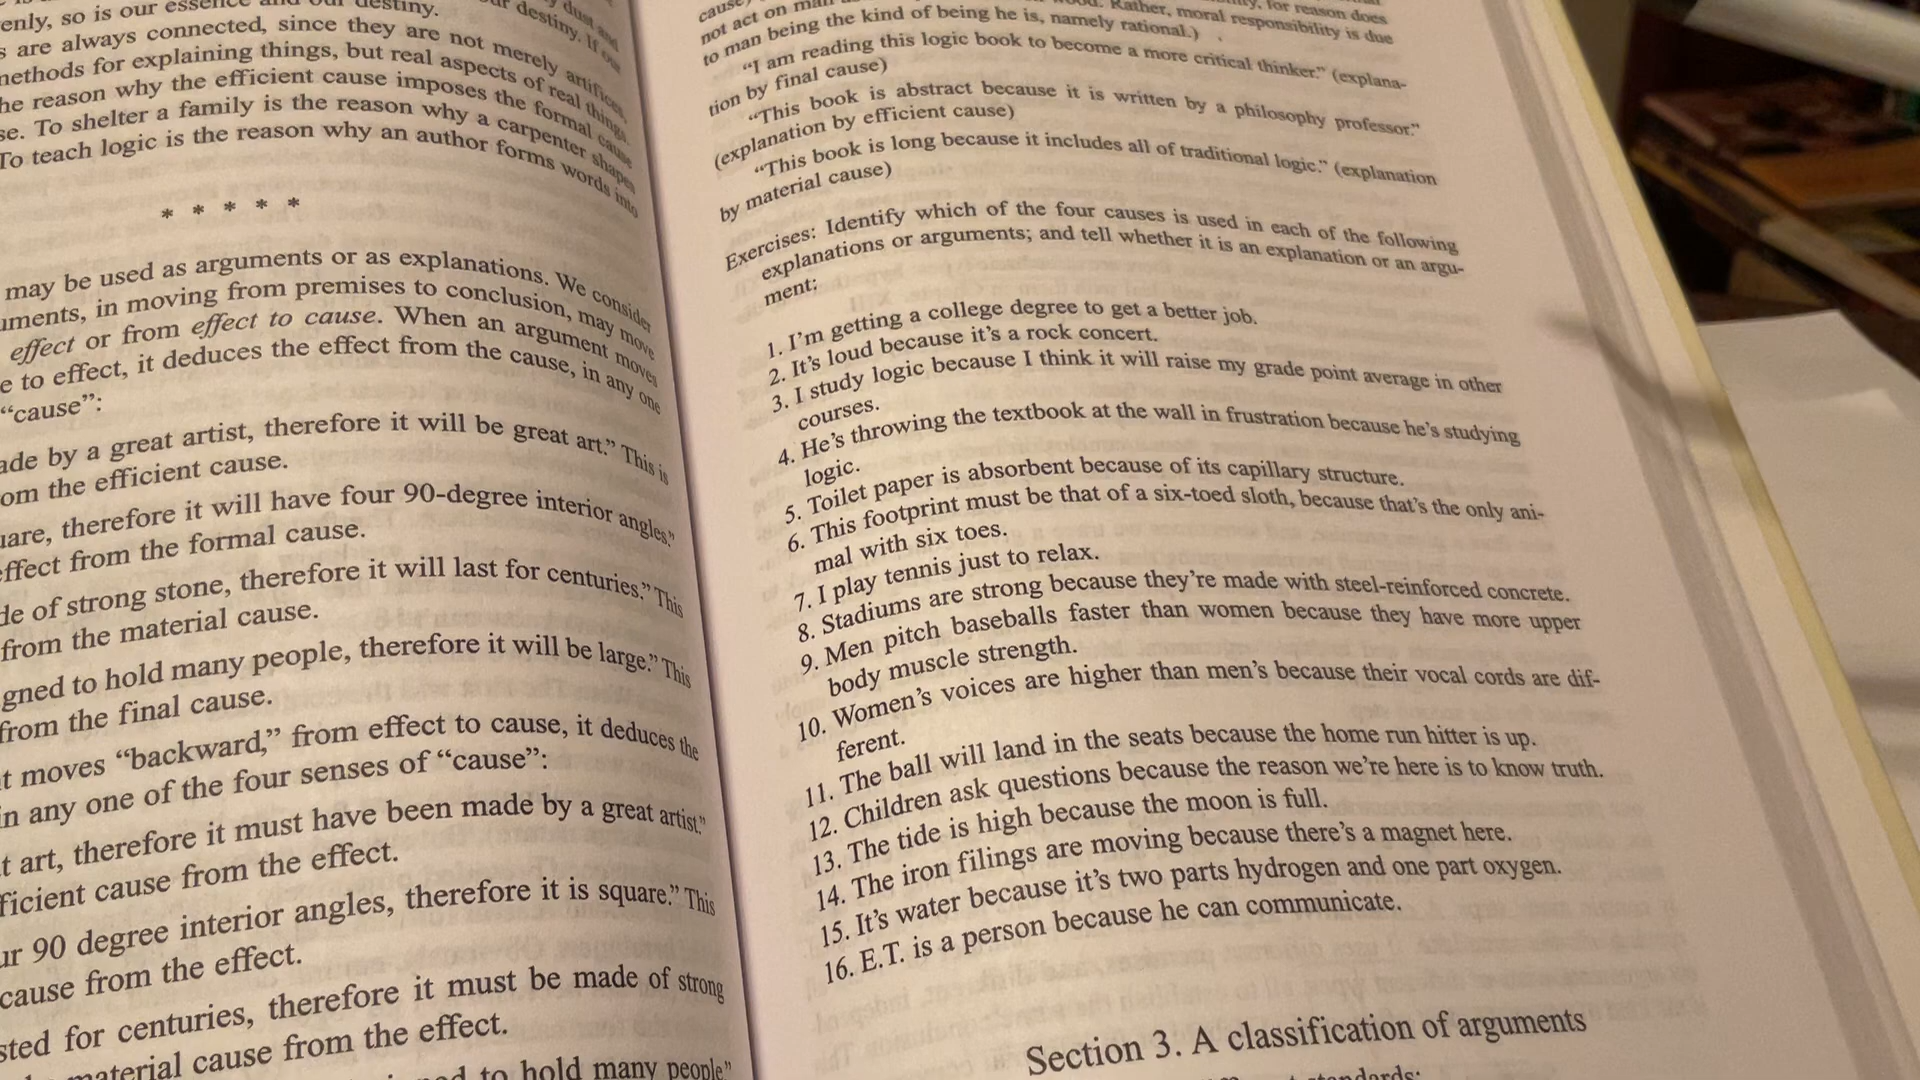 enly, so is our essence and our destiny.
s are always connected, since they are not merely artifices,
nethods for explaining things, but real aspects of real things.
he reason why the efficient cause imposes the formal cause
se. To shelter a family is the reason why a carpenter shapes
To teach logic is the reason why an author forms words into
* * * * *
may be used as arguments or as explanations. We consider
uments, in moving from premises to conclusion, may move
effect or from effect to cause. When an argument moves
e to effect, it deduces the effect from the cause, in any one
“cause”:
ade by a great artist, therefore it will be great art.” This is
om the efficient cause.
uare, therefore it will have four 90-degree interior angles.”
effect from the formal cause.
de of strong stone, therefore it will last for centuries.” This
from the material cause.
gned to hold many people, therefore it will be large.” This
from the final cause.
t moves “backward,” from effect to cause, it deduces the
in any one of the four senses of “cause”:
t art, therefore it must have been made by a great artist.”
ficient cause from the effect.
ur 90 degree interior angles, therefore it is square.” This
cause from the effect.
sted for centuries, therefore it must be made of strong
material cause from the effect.
to hold many people”
cause)
not act on man Rather, moral responsibility is due
to man being the kind of being he is, namely rational.)
“I am reading this logic book to become a more critical thinker.” (explana-
tion by final cause)
“This book is abstract because it is written by a philosophy professor.”
(explanation by efficient cause)
“This book is long because it includes all of traditional logic.” (explanation
by material cause)
Exercises: Identify which of the four causes is used in each of the following
explanations or arguments; and tell whether it is an explanation or an argu-
ment:
1. I’m getting a college degree to get a better job.
2. It’s loud because it’s a rock concert.
3. I study logic because I think it will raise my grade point average in other
courses.
4. He’s throwing the textbook at the wall in frustration because he’s studying
logic.
5. Toilet paper is absorbent because of its capillary structure.
6. This footprint must be that of a six-toed sloth, because that’s the only ani-
mal with six toes.
7. I play tennis just to relax.
8. Stadiums are strong because they’re made with steel-reinforced concrete.
9. Men pitch baseballs faster than women because they have more upper
body muscle strength.
10. Women’s voices are higher than men’s because their vocal cords are dif-
ferent.
11. The ball will land in the seats because the home run hitter is up.
12. Children ask questions because the reason we’re here is to know truth.
13. The tide is high because the moon is full.
14. The iron filings are moving because there’s a magnet here.
15. It’s water because it’s two parts hydrogen and one part oxygen.
16. E.T. is a person because he can communicate.
Section 3. A classification of arguments